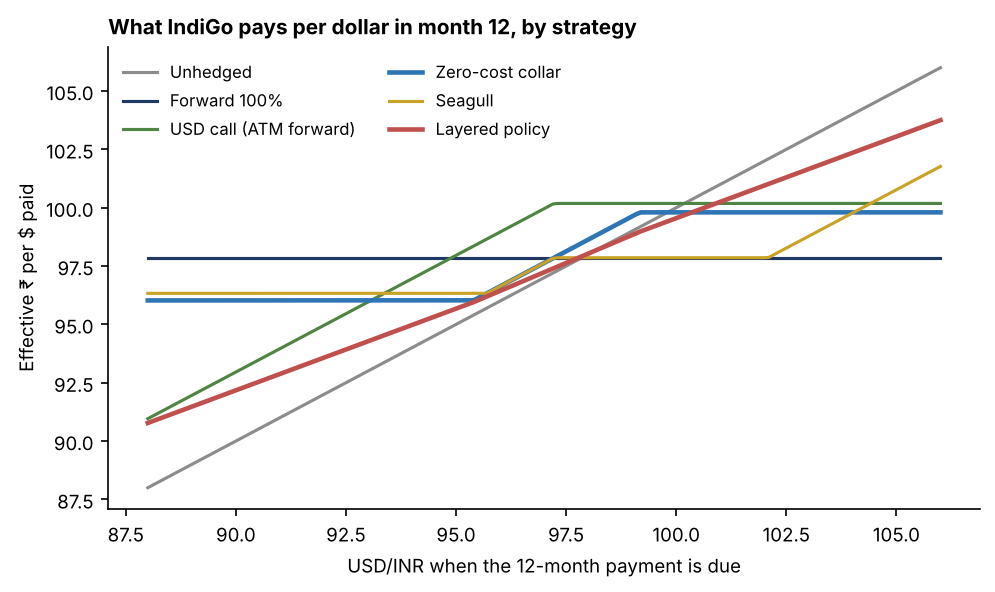 What IndiGo pays per dollar in month 12, by strategy
Unhedged
Forward 100%
USD call (ATM forward)
Zero-cost collar
Seagull
Layered policy
Effective ₹ per $ paid
105.0
102.5
100.0
97.5
95.0
92.5
90.0
87.5
87.5 90.0 92.5 95.0 97.5 100.0 102.5 105.0
USD/INR when the 12-month payment is due